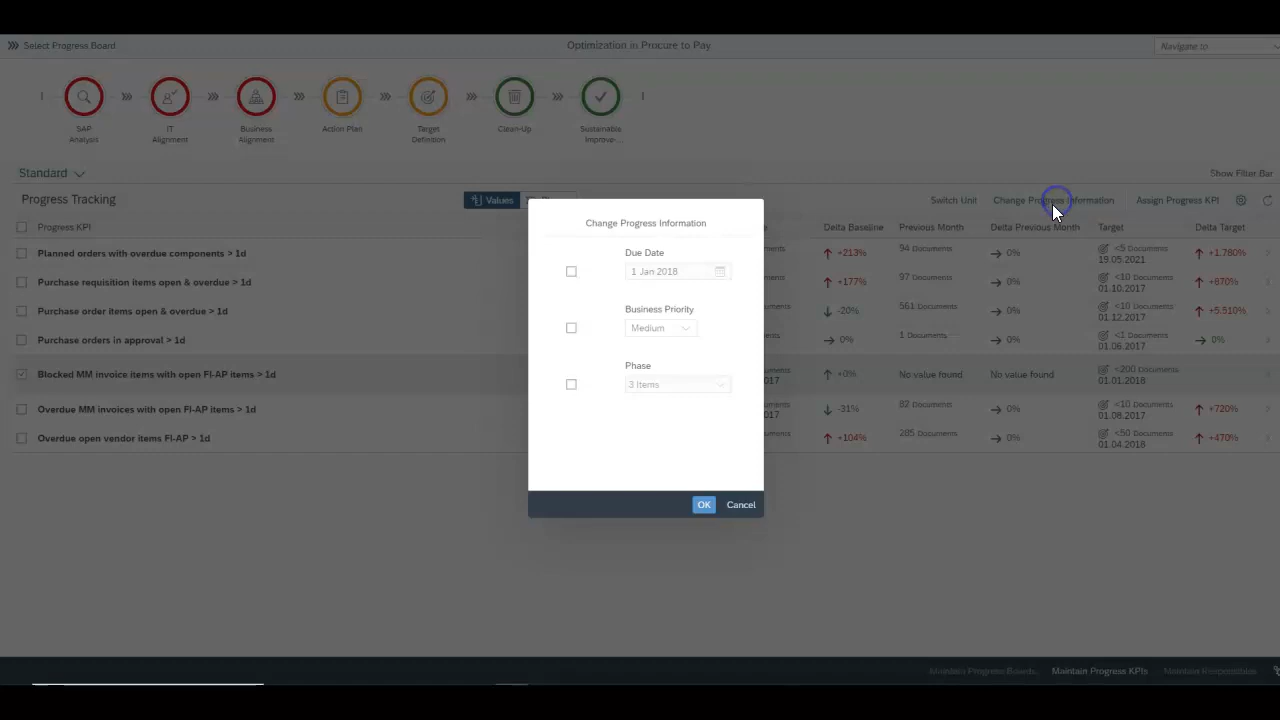 Select Progress Board
Optimization in Procure to Pay
Navigate to
SAP Analysis
IT Alignment
Business Alignment
Action Plan
Target Definition
Clean-Up
Sustainable Improve-...
Standard
Show Filter Bar
Progress Tracking
Values
Switch Unit
Change Progress Information
Assign Progress KPI
Progress KPI
Delta Baseline
Previous Month
Delta Previous Month
Target
Delta Target
Planned orders with overdue components > 1d
+213%
94 Documents
0%
<5 Documents
19.05.2021
+1.780%
Purchase requisition items open & overdue > 1d
+177%
97 Documents
0%
<10 Documents
01.10.2017
+870%
Purchase order items open & overdue > 1d
-20%
561 Documents
0%
<10 Documents
01.12.2017
+5.510%
Purchase orders in approval > 1d
0%
1 Documents
0%
<1 Documents
01.06.2017
0%
Blocked MM invoice items with open FI-AP items > 1d
+0%
No value found
No value found
<200 Documents
01.01.2018
Overdue MM invoices with open FI-AP items > 1d
-31%
82 Documents
0%
<10 Documents
01.08.2017
+720%
Overdue open vendor items FI-AP > 1d
+104%
285 Documents
0%
<50 Documents
01.04.2018
+470%
Change Progress Information
Due Date
1 Jan 2018
Business Priority
Medium
Phase
3 Items
OK
Cancel
Maintain Progress Boards
Maintain Progress KPIs
Maintain Responsibles